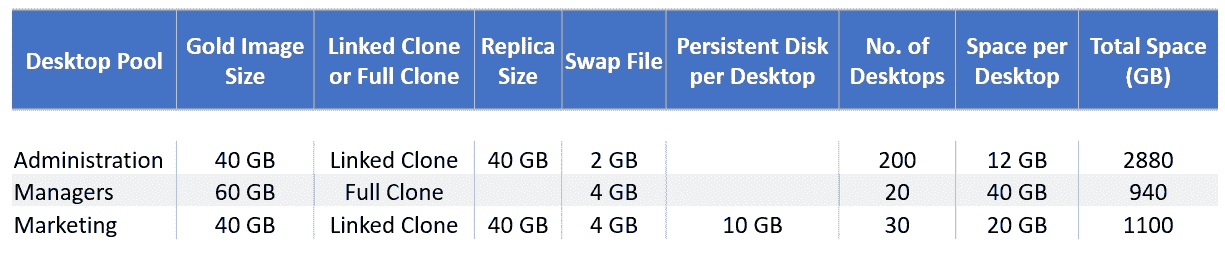 Desktop Pool Gold Image Size Linked Clone or Full Clone Replica Size Swap File Persistent Disk per Desktop No. of Desktops Space per Desktop Total Space (GB)
Administration 40 GB Linked Clone 40 GB 2 GB 200 12 GB 2880
Managers 60 GB Full Clone 4 GB 20 40 GB 940
Marketing 40 GB Linked Clone 40 GB 4 GB 10 GB 30 20 GB 1100